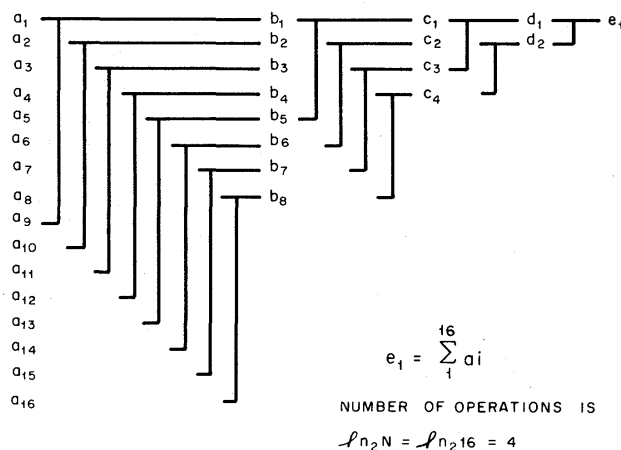 a₁ b₁ c₁ d₁ e₁
a₂ b₂ c₂ d₂
a₃ b₃ c₃
a₄ b₄ c₄
a₅ b₅
a₆ b₆
a₇ b₇
a₈ b₈
a₉
a₁₀
a₁₁
a₁₂
a₁₃
a₁₄
a₁₅
a₁₆
16
e₁ = ∑ ai
1
NUMBER OF OPERATIONS IS
ℓn₂N = ℓn₂16 = 4